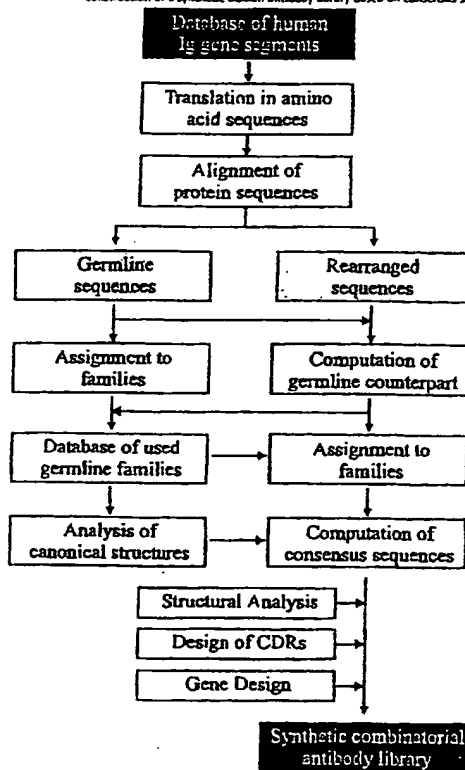 Database of human
Ig gene segments
Translation in amino
acid sequences
Alignment of
protein sequences
Germline
sequences
Rearranged
sequences
Assignment to
families
Computation of
germline counterpart
Database of used
germline families
Assignment to
families
Analysis of
canonical structures
Computation of
consensus sequences
Structural Analysis
Design of CDRs
Gene Design
Synthetic combinatorial
antibody library